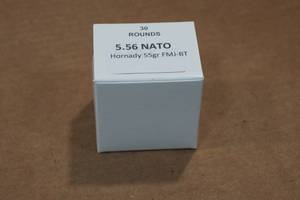 30
ROUNDS
5.56 NATO
Hornady 55gr FMJ-BT